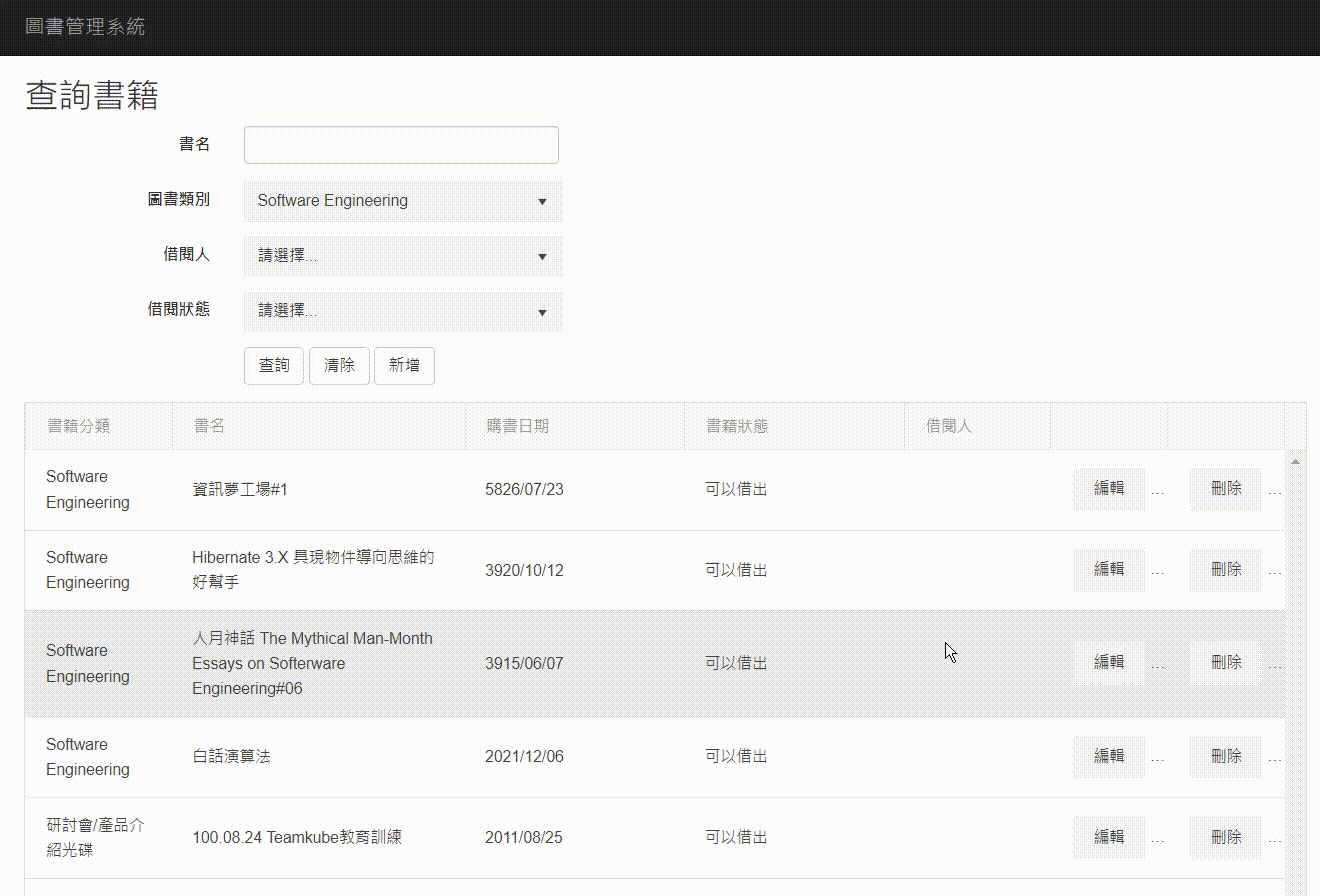 圖書管理系統
查詢書籍
書名
圖書類別 Software Engineering
借閱人 請選擇...
借閱狀態 請選擇...
查詢 清除 新增
書籍分類 書名 購書日期 書籍狀態 借閱人
Software
Engineering
資訊夢工場#1
5826/07/23
可以借出
編輯 ... 刪除 ...
Software
Engineering
Hibernate 3.X 具現物件導向思維的
好幫手
3920/10/12
可以借出
編輯 ... 刪除 ...
Software
Engineering
人月神話 The Mythical Man-Month
Essays on Softerware
Engineering#06
3915/06/07
可以借出
編輯 ... 刪除 ...
Software
Engineering
白話演算法
2021/12/06
可以借出
編輯 ... 刪除 ...
研討會/產品介
紹光碟
100.08.24 Teamkube教育訓練
2011/08/25
可以借出
編輯 ... 刪除 ...